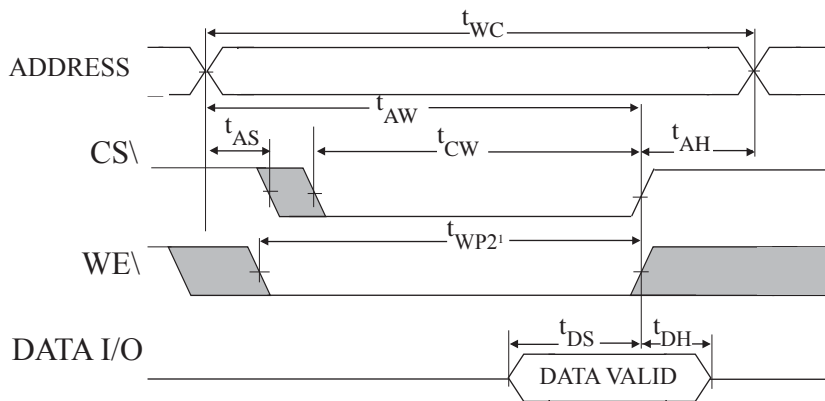 tWC
ADDRESS
tAW
tAS
CS\
tCW
tAH
tWP2¹
WE\
DATA I/O
tDS
tDH
DATA VALID